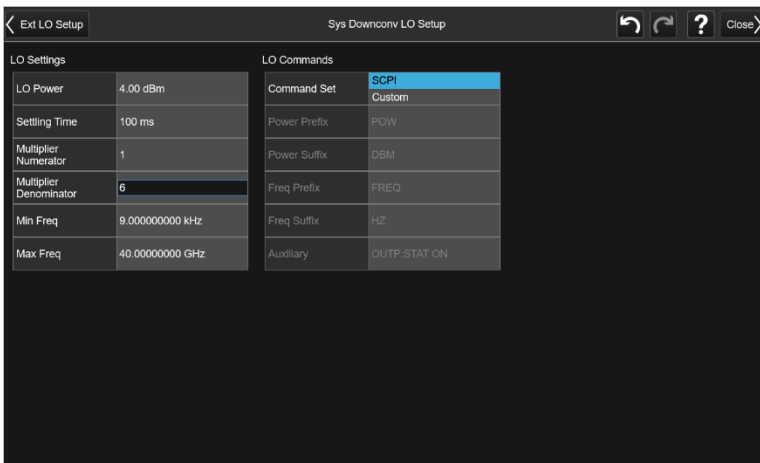 Ext LO Setup
Sys Downconv LO Setup
?
Close
LO Settings
LO Commands
LO Power
4.00 dBm
Command Set
SCPI
Custom
Settling Time
100 ms
Power Prefix
POW
Multiplier
Numerator
1
Power Suffix
DBM
Multiplier
Denominator
6
Freq Prefix
FREQ
Min Freq
9.000000000 kHz
Freq Suffix
HZ
Max Freq
40.00000000 GHz
Auxiliary
OUTP:STAT ON